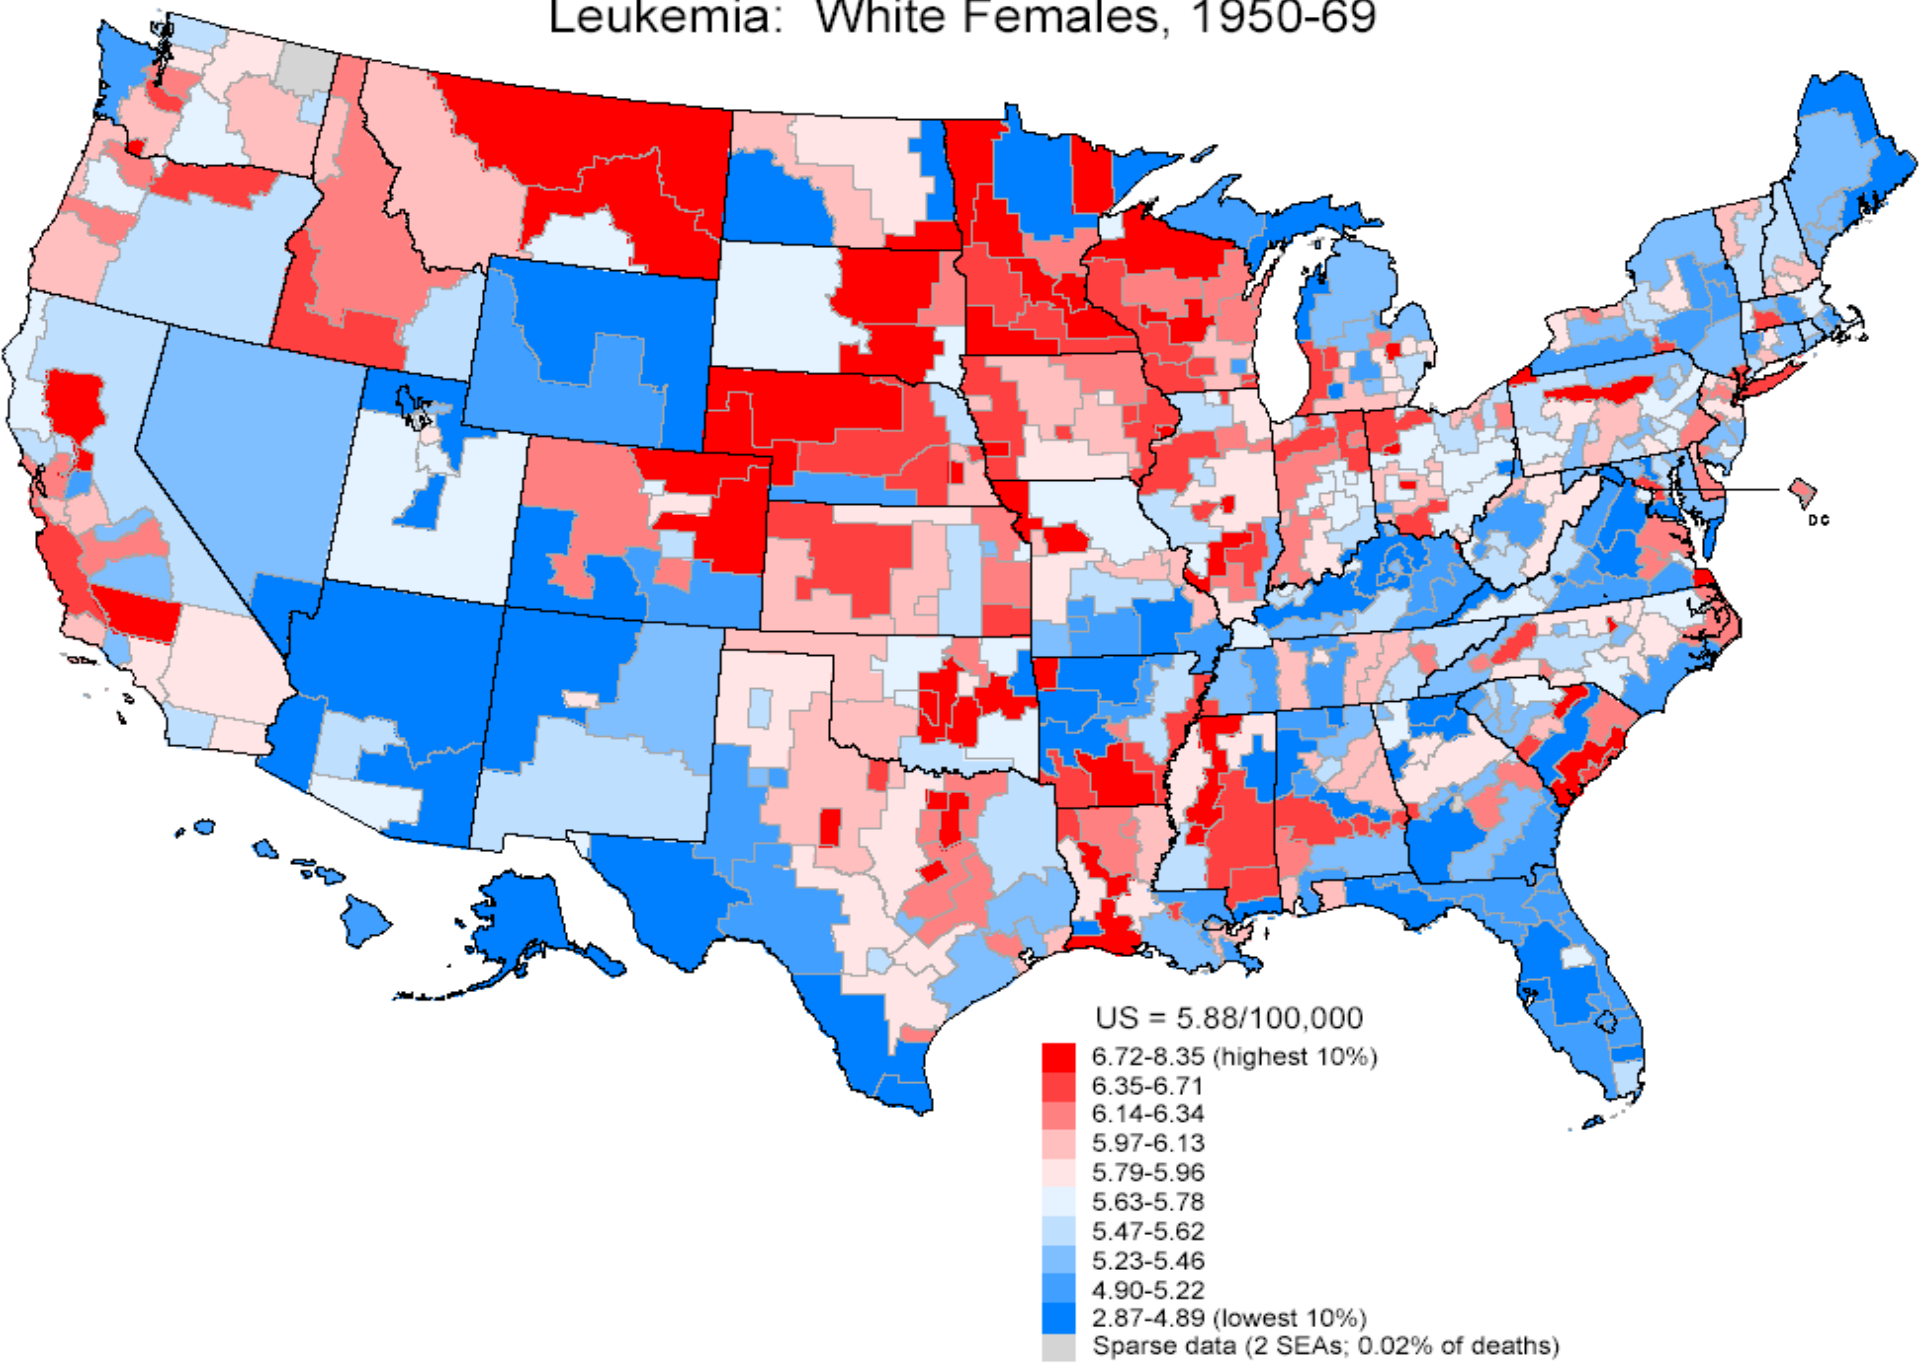 Leukemia: White Females, 1950-69
DC
US = 5.88/100,000
6.72-8.35 (highest 10%)
6.35-6.71
6.14-6.34
5.97-6.13
5.79-5.96
5.63-5.78
5.47-5.62
5.23-5.46
4.90-5.22
2.87-4.89 (lowest 10%)
Sparse data (2 SEAs; 0.02% of deaths)